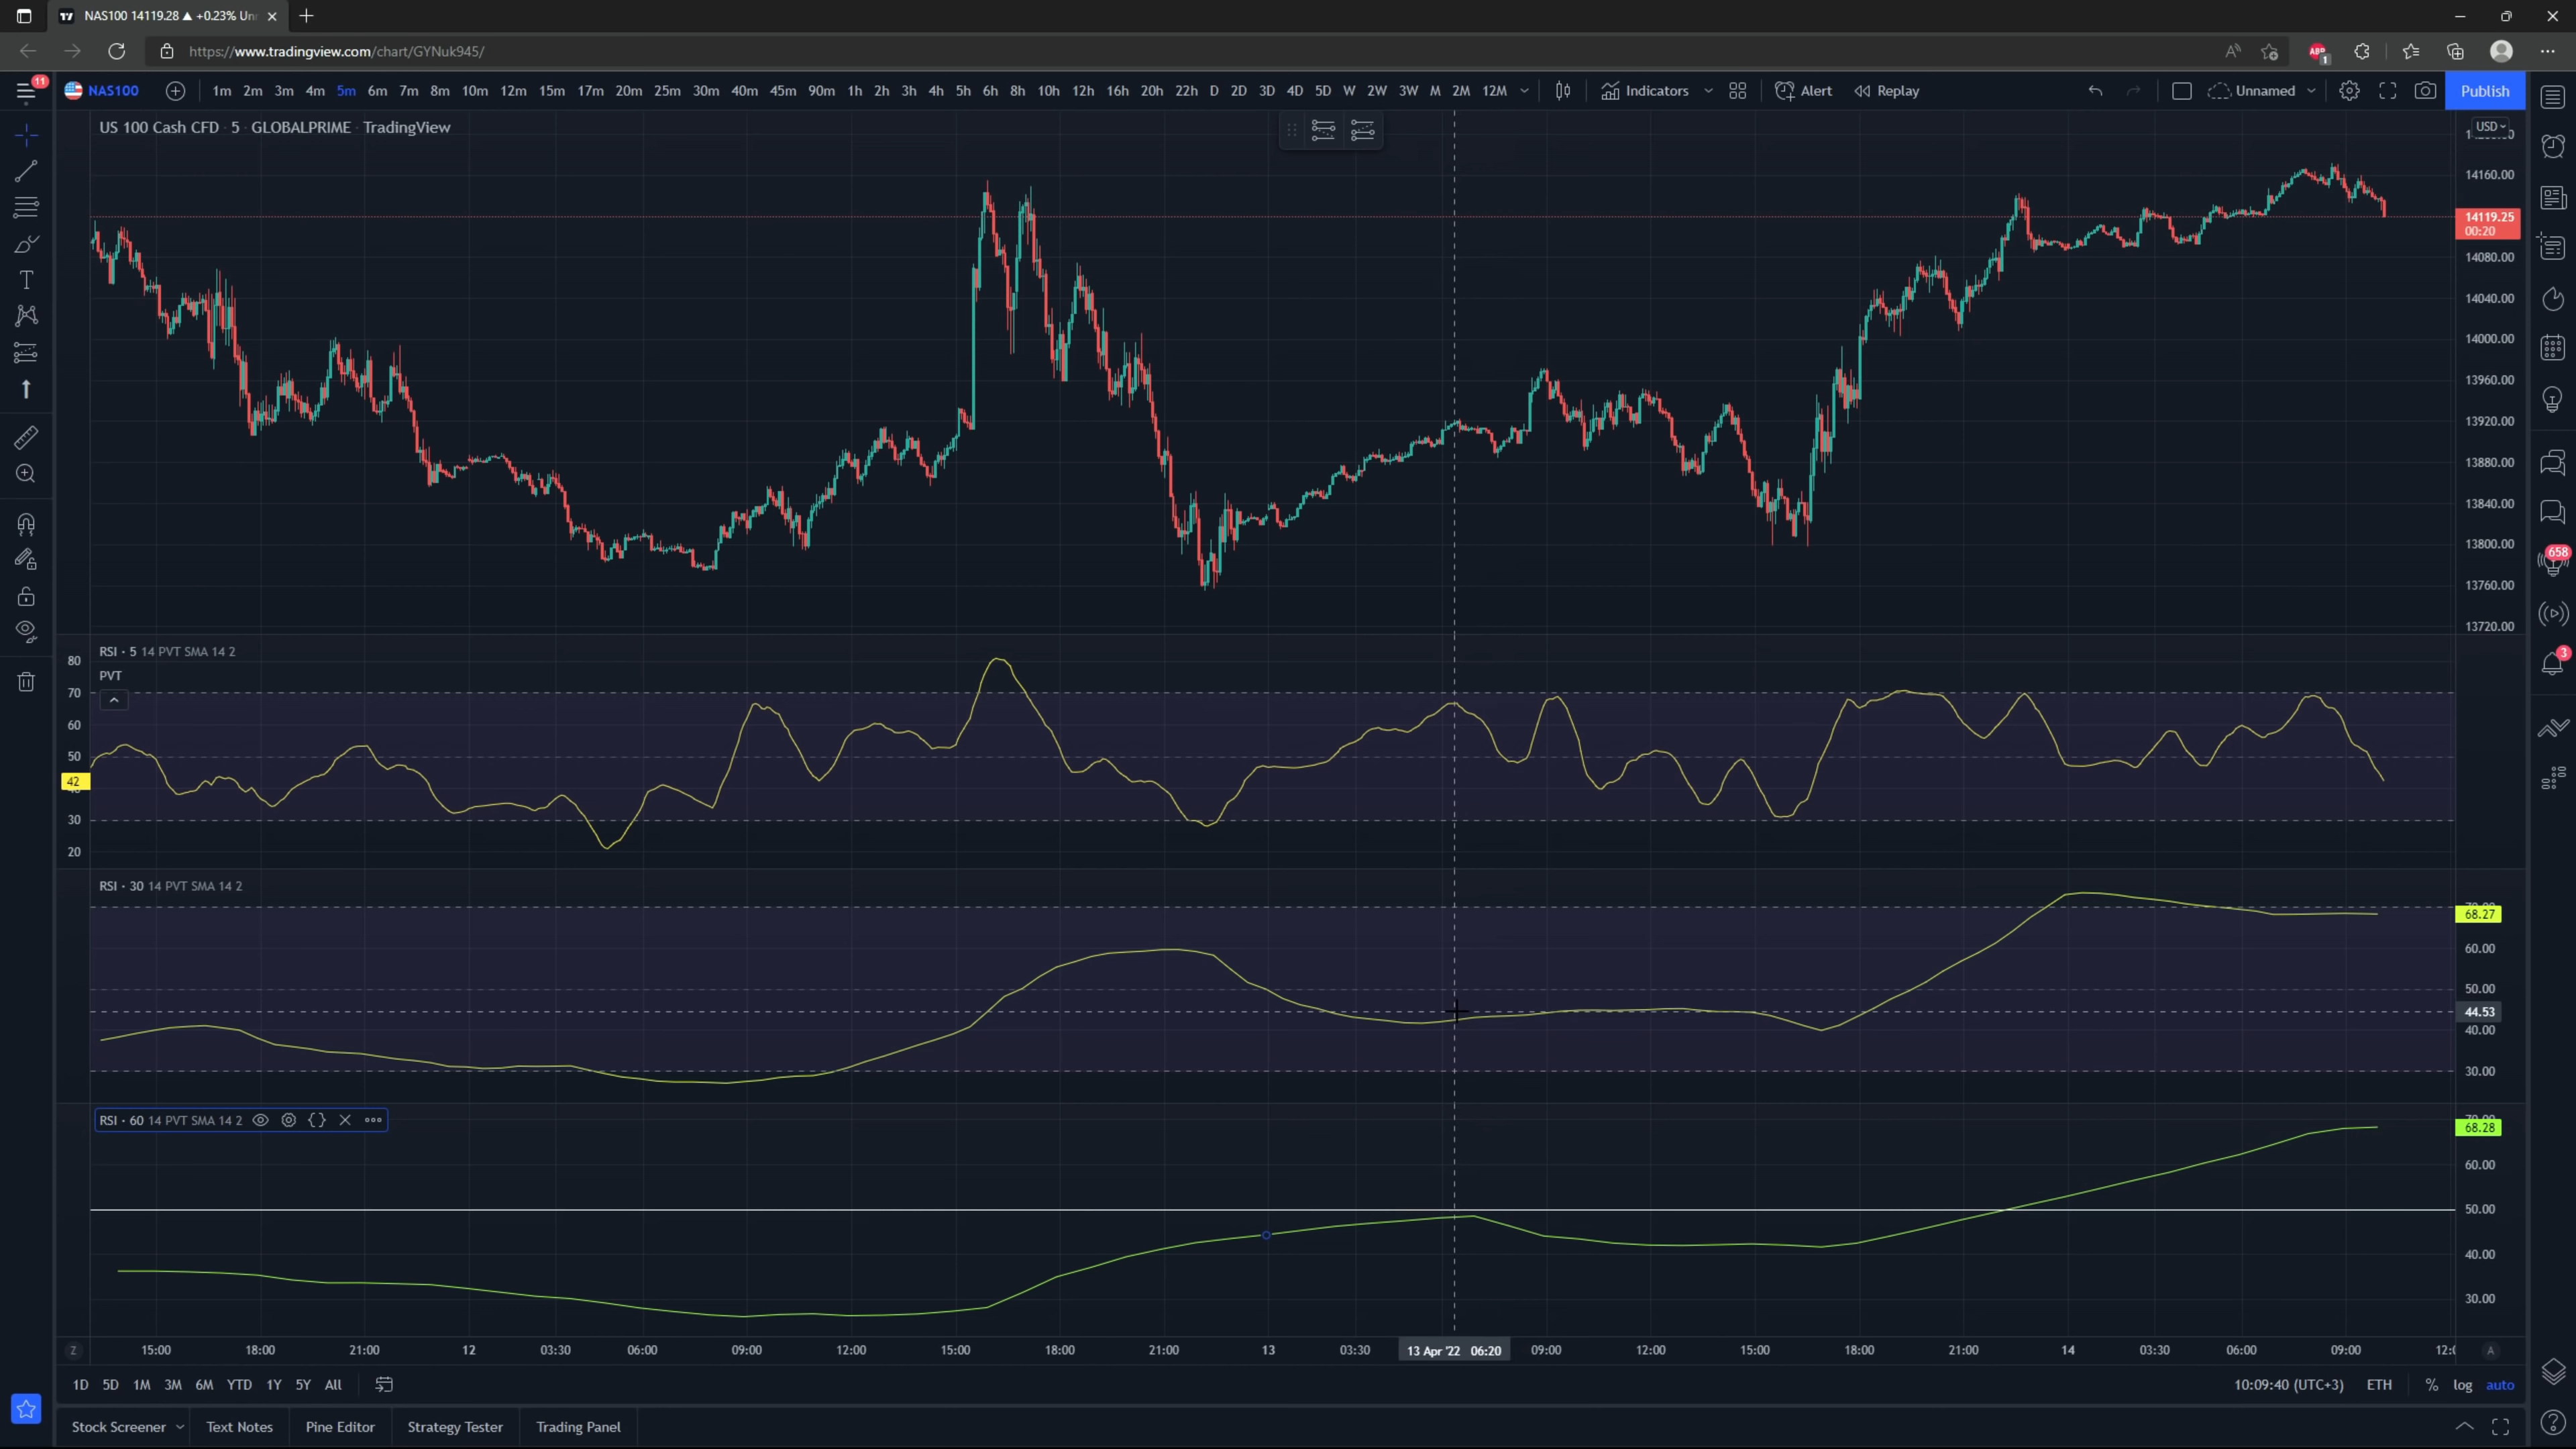 NAS100 14119.28 ▲ +0.23% Un
https://www.tradingview.com/chart/GYNuk945/
11
NAS100 1m 2m 3m 4m 5m 6m 7m 8m 10m 12m 15m 17m 20m 25m 30m 40m 45m 90m 1h 2h 3h 4h 5h 6h 8h 10h 12h 16h 20h 22h D 2D 3D 4D 5D W 2W 3W M 2M 12M Indicators Alert Replay Unnamed Publish
US 100 Cash CFD · 5 · GLOBALPRIME · TradingView
USD
14160.00
14119.25
00:20
14080.00
14040.00
14000.00
13960.00
13920.00
13880.00
13840.00
13800.00
13760.00
13720.00
658
3
RSI · 5 14 PVT SMA 14 2
PVT
80
70
60
50
42
30
20
RSI · 30 14 PVT SMA 14 2
68.27
60.00
50.00
44.53
40.00
30.00
RSI · 60 14 PVT SMA 14 2
68.28
60.00
50.00
40.00
30.00
Z 15:00 18:00 21:00 12 03:30 06:00 09:00 12:00 15:00 18:00 21:00 13 03:30 13 Apr '22 06:20 09:00 12:00 15:00 18:00 21:00 14 03:30 06:00 09:00 12:0 A
1D 5D 1M 3M 6M YTD 1Y 5Y All 10:09:40 (UTC+3) ETH % log auto
Stock Screener Text Notes Pine Editor Strategy Tester Trading Panel